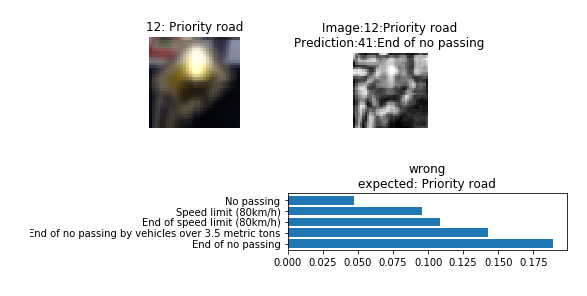 12: Priority road
Image:12:Priority road
Prediction:41:End of no passing
wrong
expected: Priority road
No passing
Speed limit (80km/h)
End of speed limit (80km/h)
End of no passing by vehicles over 3.5 metric tons
End of no passing
0.000 0.025 0.050 0.075 0.100 0.125 0.150 0.175